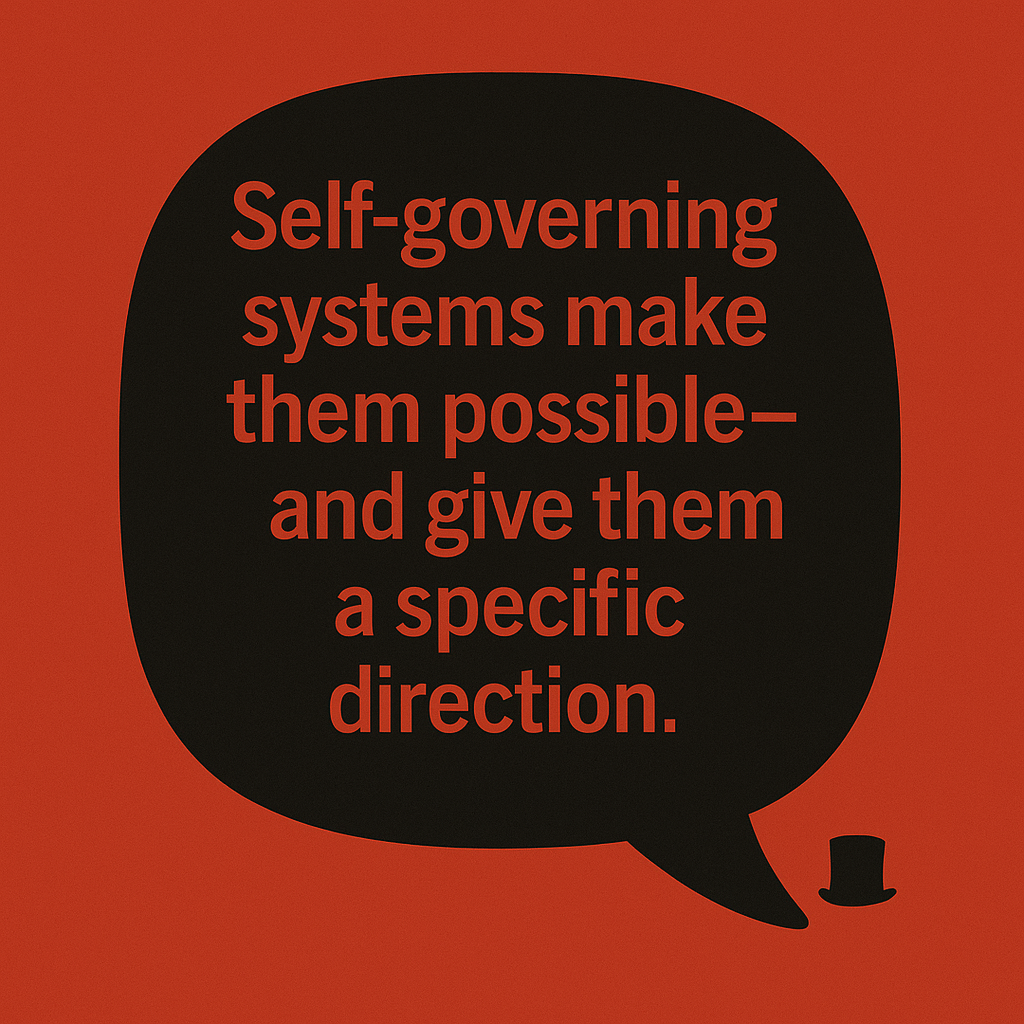 Self-governing
systems make
them possible—
and give them
a specific
direction.